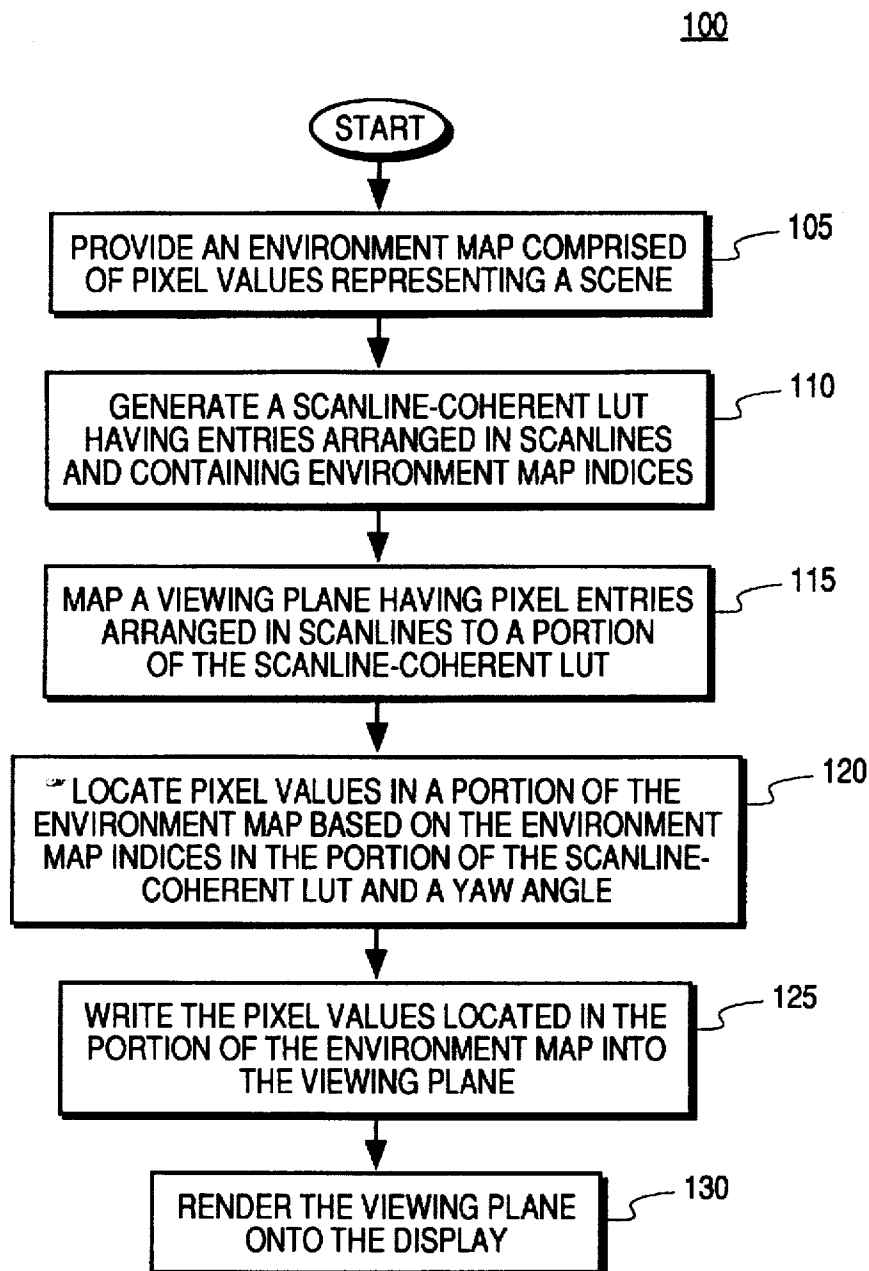 100
START
PROVIDE AN ENVIRONMENT MAP COMPRISED
OF PIXEL VALUES REPRESENTING A SCENE
105
GENERATE A SCANLINE-COHERENT LUT
HAVING ENTRIES ARRANGED IN SCANLINES
AND CONTAINING ENVIRONMENT MAP INDICES
110
MAP A VIEWING PLANE HAVING PIXEL ENTRIES
ARRANGED IN SCANLINES TO A PORTION
OF THE SCANLINE-COHERENT LUT
115
LOCATE PIXEL VALUES IN A PORTION OF THE
ENVIRONMENT MAP BASED ON THE ENVIRONMENT
MAP INDICES IN THE PORTION OF THE SCANLINE-
COHERENT LUT AND A YAW ANGLE
120
WRITE THE PIXEL VALUES LOCATED IN THE
PORTION OF THE ENVIRONMENT MAP INTO
THE VIEWING PLANE
125
RENDER THE VIEWING PLANE
ONTO THE DISPLAY
130